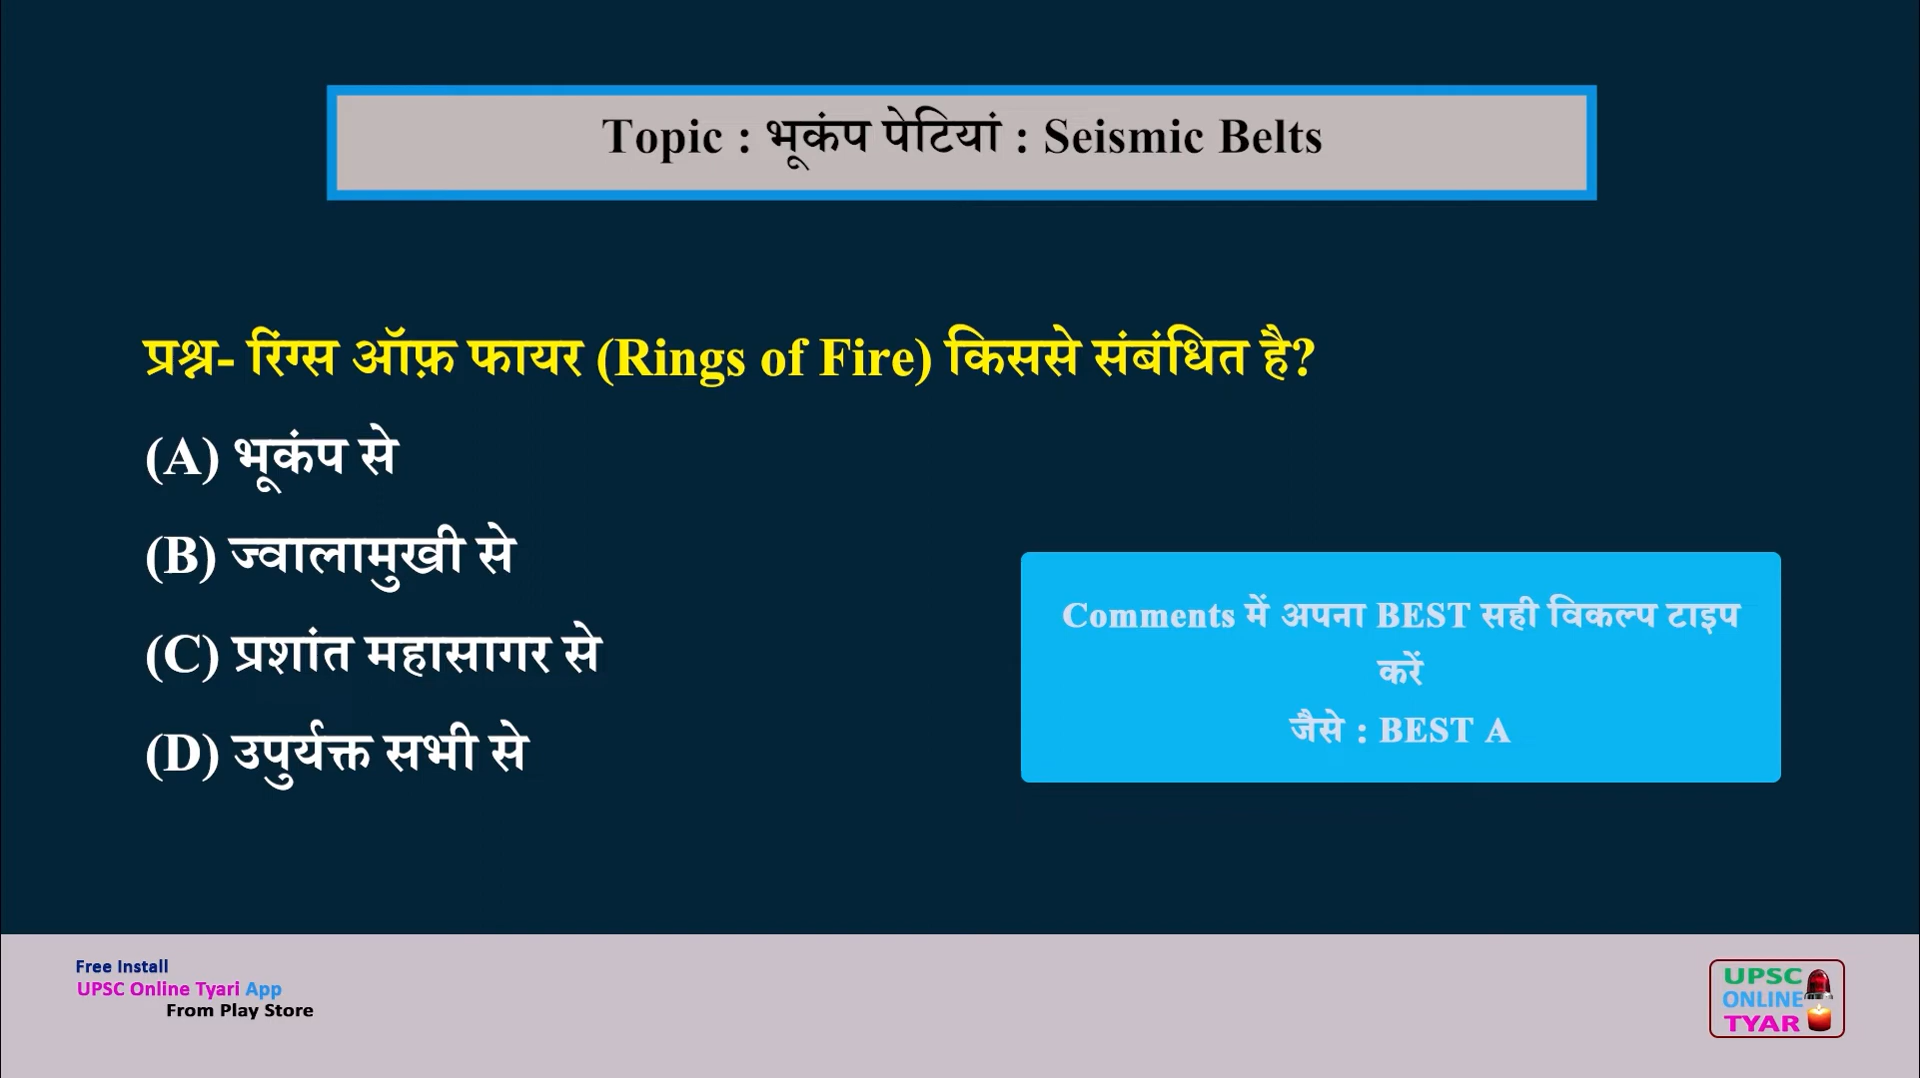 Topic : भूकंप पेटियां : Seismic Belts
प्रश्न- रिंग्स ऑफ़ फायर (Rings of Fire) किससे संबंधित है?
(A) भूकंप से
(B) ज्वालामुखी से
(C) प्रशांत महासागर से
(D) उपुर्यक्त सभी से
Comments में अपना BEST सही विकल्प टाइप
करें
जैसे : BEST A
Free Install
UPSC Online Tyari App
From Play Store
UPSC
ONLINE
TYAR